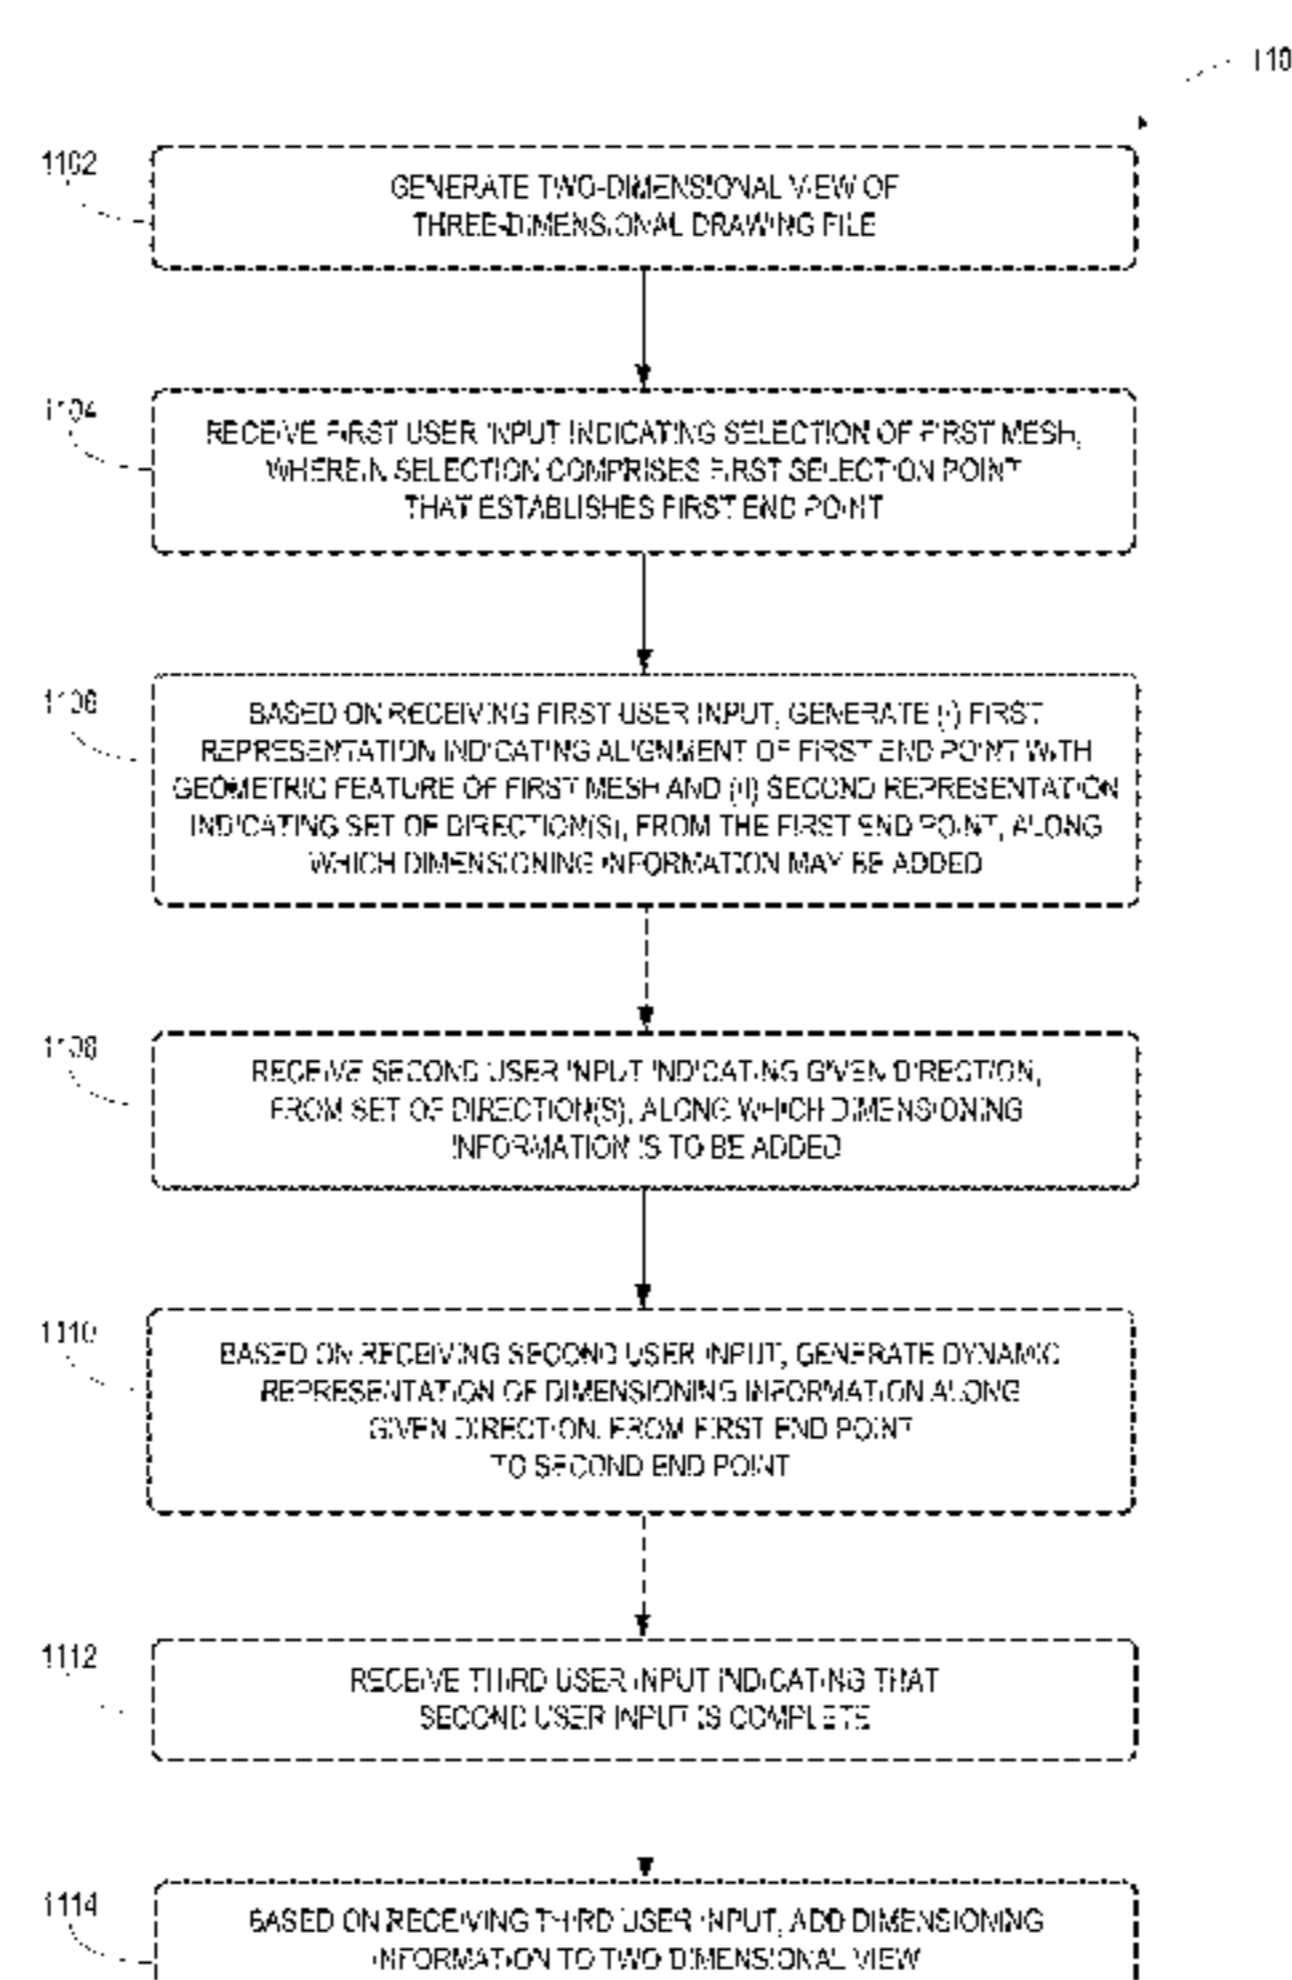 110
1102
GENERATE TWO-DIMENSIONAL VIEW OF
THREE-DIMENSIONAL DRAWING FILE
1104
RECEIVE FIRST USER INPUT INDICATING SELECTION OF FIRST MESH,
WHEREIN SELECTION COMPRISES FIRST SELECTION POINT
THAT ESTABLISHES FIRST END POINT
1106
BASED ON RECEIVING FIRST USER INPUT, GENERATE (i) FIRST
REPRESENTATION INDICATING ALIGNMENT OF FIRST END POINT WITH
GEOMETRIC FEATURE OF FIRST MESH AND (ii) SECOND REPRESENTATION
INDICATING SET OF DIRECTION(S), FROM THE FIRST END POINT, ALONG
WHICH DIMENSIONING INFORMATION MAY BE ADDED
1108
RECEIVE SECOND USER INPUT INDICATING GIVEN DIRECTION,
FROM SET OF DIRECTION(S), ALONG WHICH DIMENSIONING
INFORMATION IS TO BE ADDED
1110
BASED ON RECEIVING SECOND USER INPUT, GENERATE DYNAMIC
REPRESENTATION OF DIMENSIONING INFORMATION ALONG
GIVEN DIRECTION, FROM FIRST END POINT
TO SECOND END POINT
1112
RECEIVE THIRD USER INPUT INDICATING THAT
SECOND USER INPUT IS COMPLETE
1114
BASED ON RECEIVING THIRD USER INPUT, ADD DIMENSIONING
INFORMATION TO TWO DIMENSIONAL VIEW